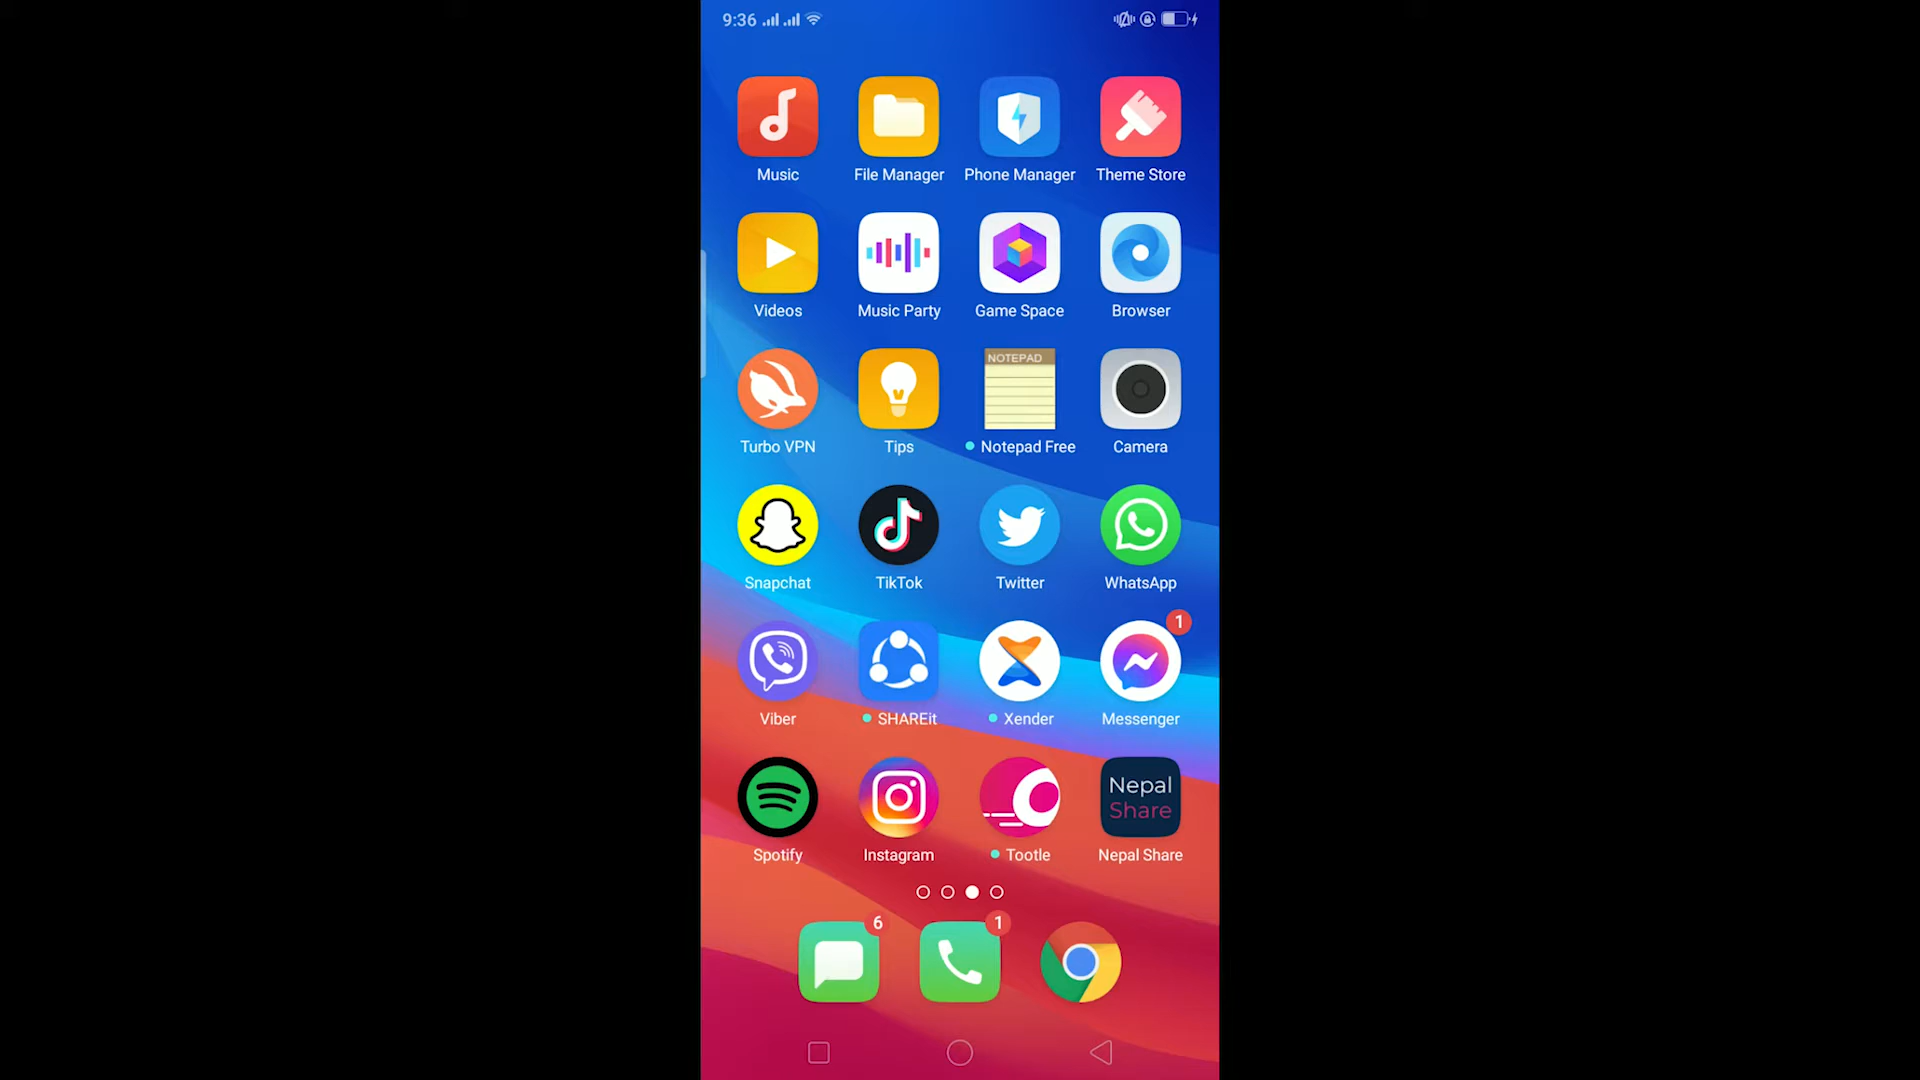 9:36
Music
File Manager
Phone Manager
Theme Store
Videos
Music Party
Game Space
Browser
NOTEPAD
Turbo VPN
Tips
Notepad Free
Camera
Snapchat
TikTok
Twitter
WhatsApp
1
Viber
SHAREit
Xender
Messenger
Nepal
Share
Spotify
Instagram
Tootle
Nepal Share
6
1